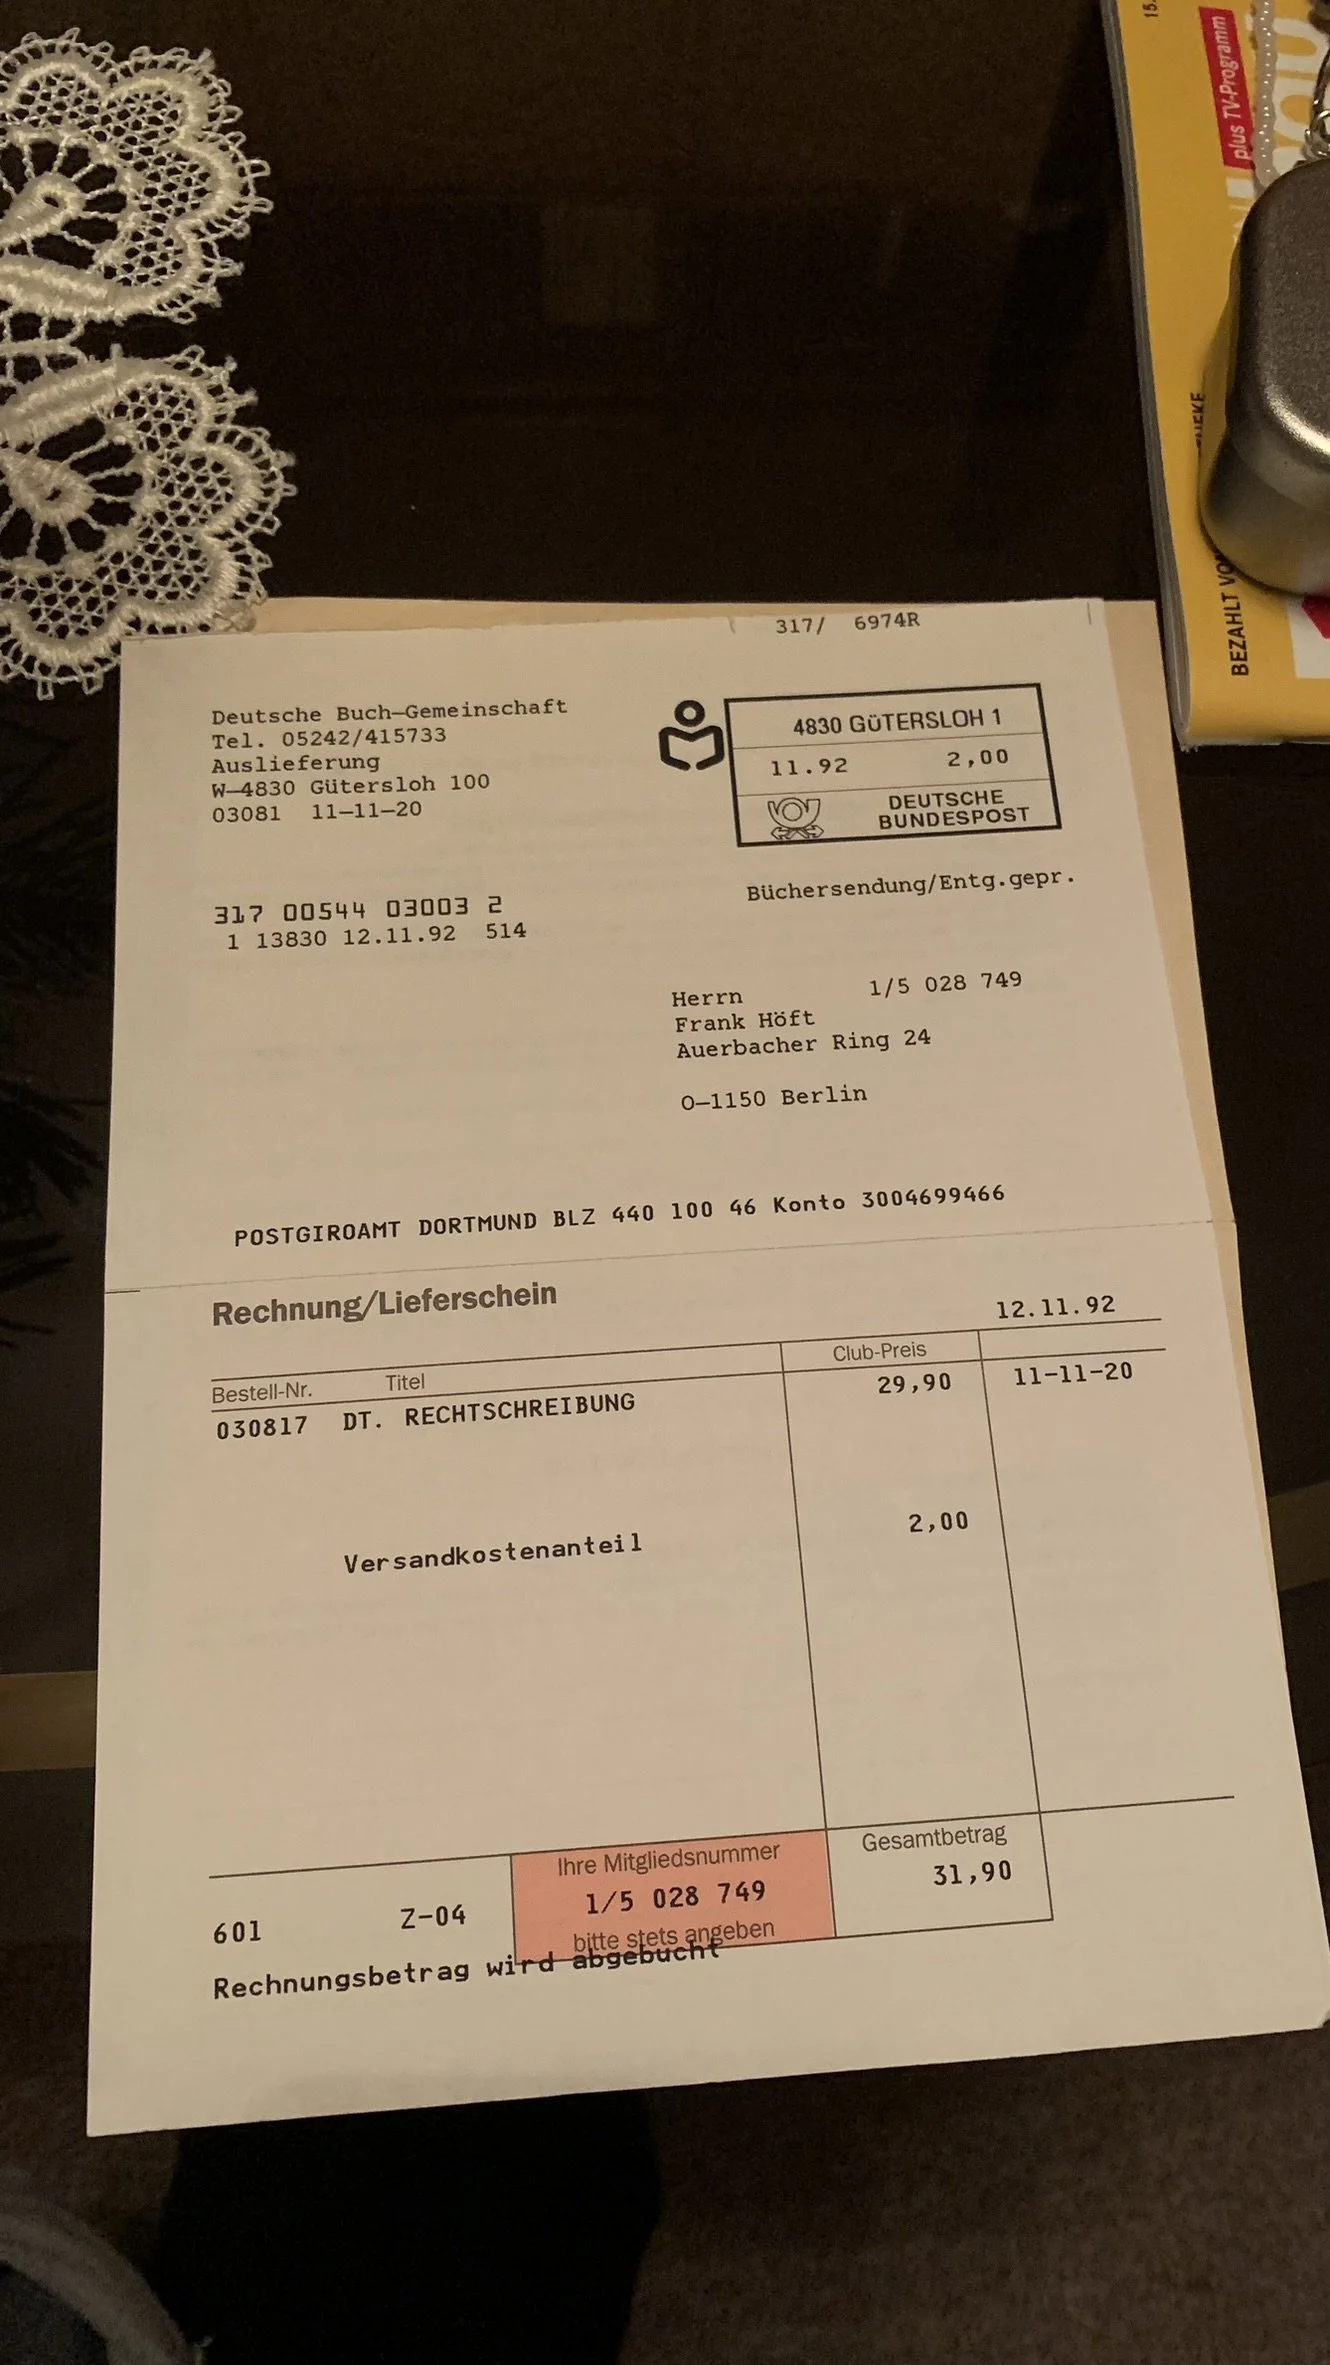 15.
plus TV-Programm
BEZAHLT VON
THEKE
317/ 6974R
Deutsche Buch–Gemeinschaft
Tel. 05242/415733
Auslieferung
W–4830 Gütersloh 100
03081 11–11–20
4830 GüTERSLOH 1
11.92 2,00
DEUTSCHE
BUNDESPOST
Büchersendung/Entg.gepr.
317 00544 03003 2
1 13830 12.11.92 514
Herrn 1/5 028 749
Frank Höft
Auerbacher Ring 24
O–1150 Berlin
POSTGIROAMT DORTMUND BLZ 440 100 46 Konto 3004699466
Rechnung/Lieferschein
12.11.92
Bestell-Nr. Titel Club-Preis
030817 DT. RECHTSCHREIBUNG 29,90 11-11-20
Versandkostenanteil 2,00
Ihre Mitgliedsnummer Gesamtbetrag
601 Z-04 1/5 028 749 31,90
bitte stets angeben
Rechnungsbetrag wird abgebucht